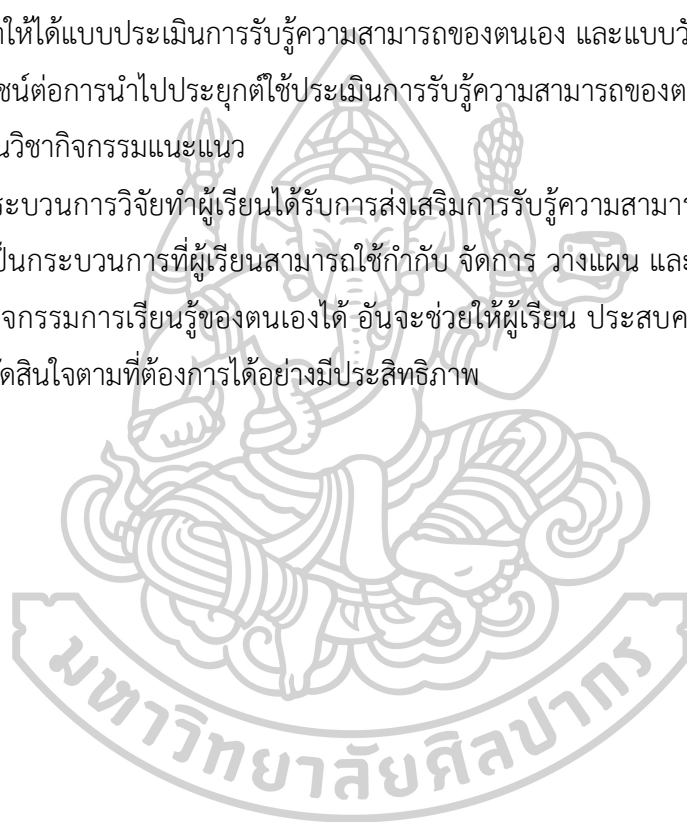 ให้ได้แบบประเมินการรับรู้ความสามารถของตนเอง และแบบวั
ชน์ต่อการนำไปประยุกต์ใช้ประเมินการรับรู้ความสามารถของต
นวิชากิจกรรมแนะแนว
ระบวนการวิจัยทำผู้เรียนได้รับการส่งเสริมการรับรู้ความสามาร
ป็นกระบวนการที่ผู้เรียนสามารถใช้กำกับ จัดการ วางแผน และ
จกรรมการเรียนรู้ของตนเองได้ อันจะช่วยให้ผู้เรียน ประสบค
ัดสินใจตามที่ต้องการได้อย่างมีประสิทธิภาพ
มหาวิทยาลัยศิลปากร